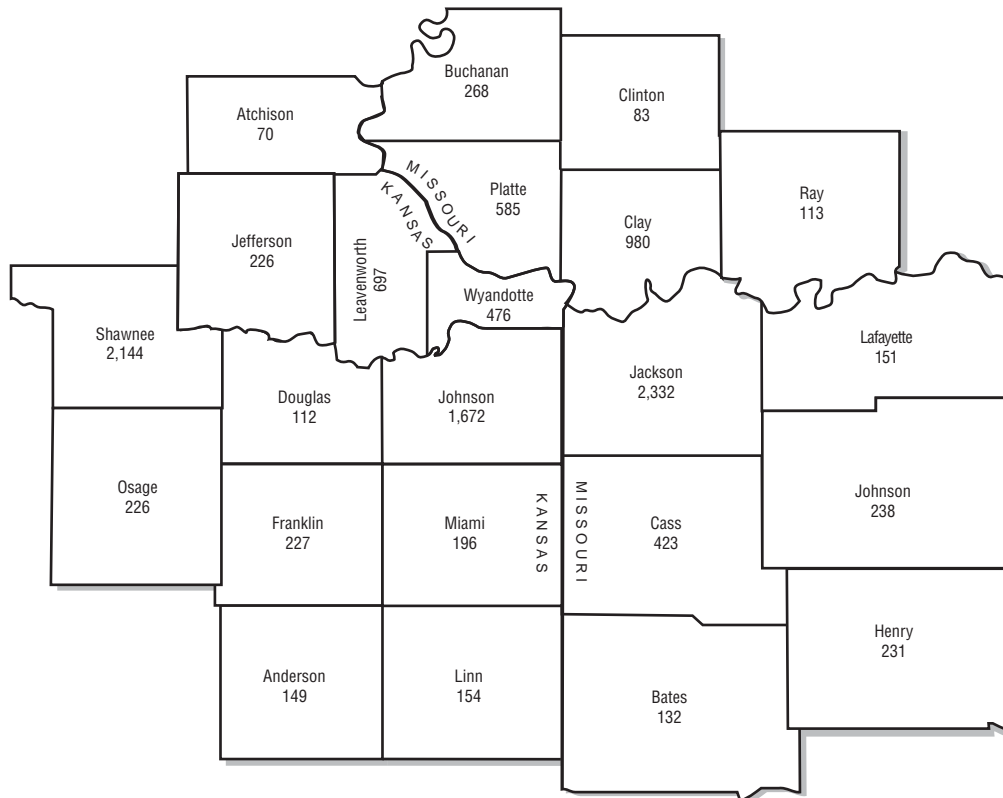 Buchanan
268
Clinton
83
Atchison
70
Ray
113
MISSOURI
KANSAS
Platte
585
Clay
980
Jefferson
226
Leavenworth
697
Wyandotte
476
Shawnee
2,144
Lafayette
151
Jackson
2,332
Douglas
112
Johnson
1,672
Osage
226
Johnson
238
Franklin
227
Miami
196
KANSAS
MISSOURI
Cass
423
Henry
231
Anderson
149
Linn
154
Bates
132